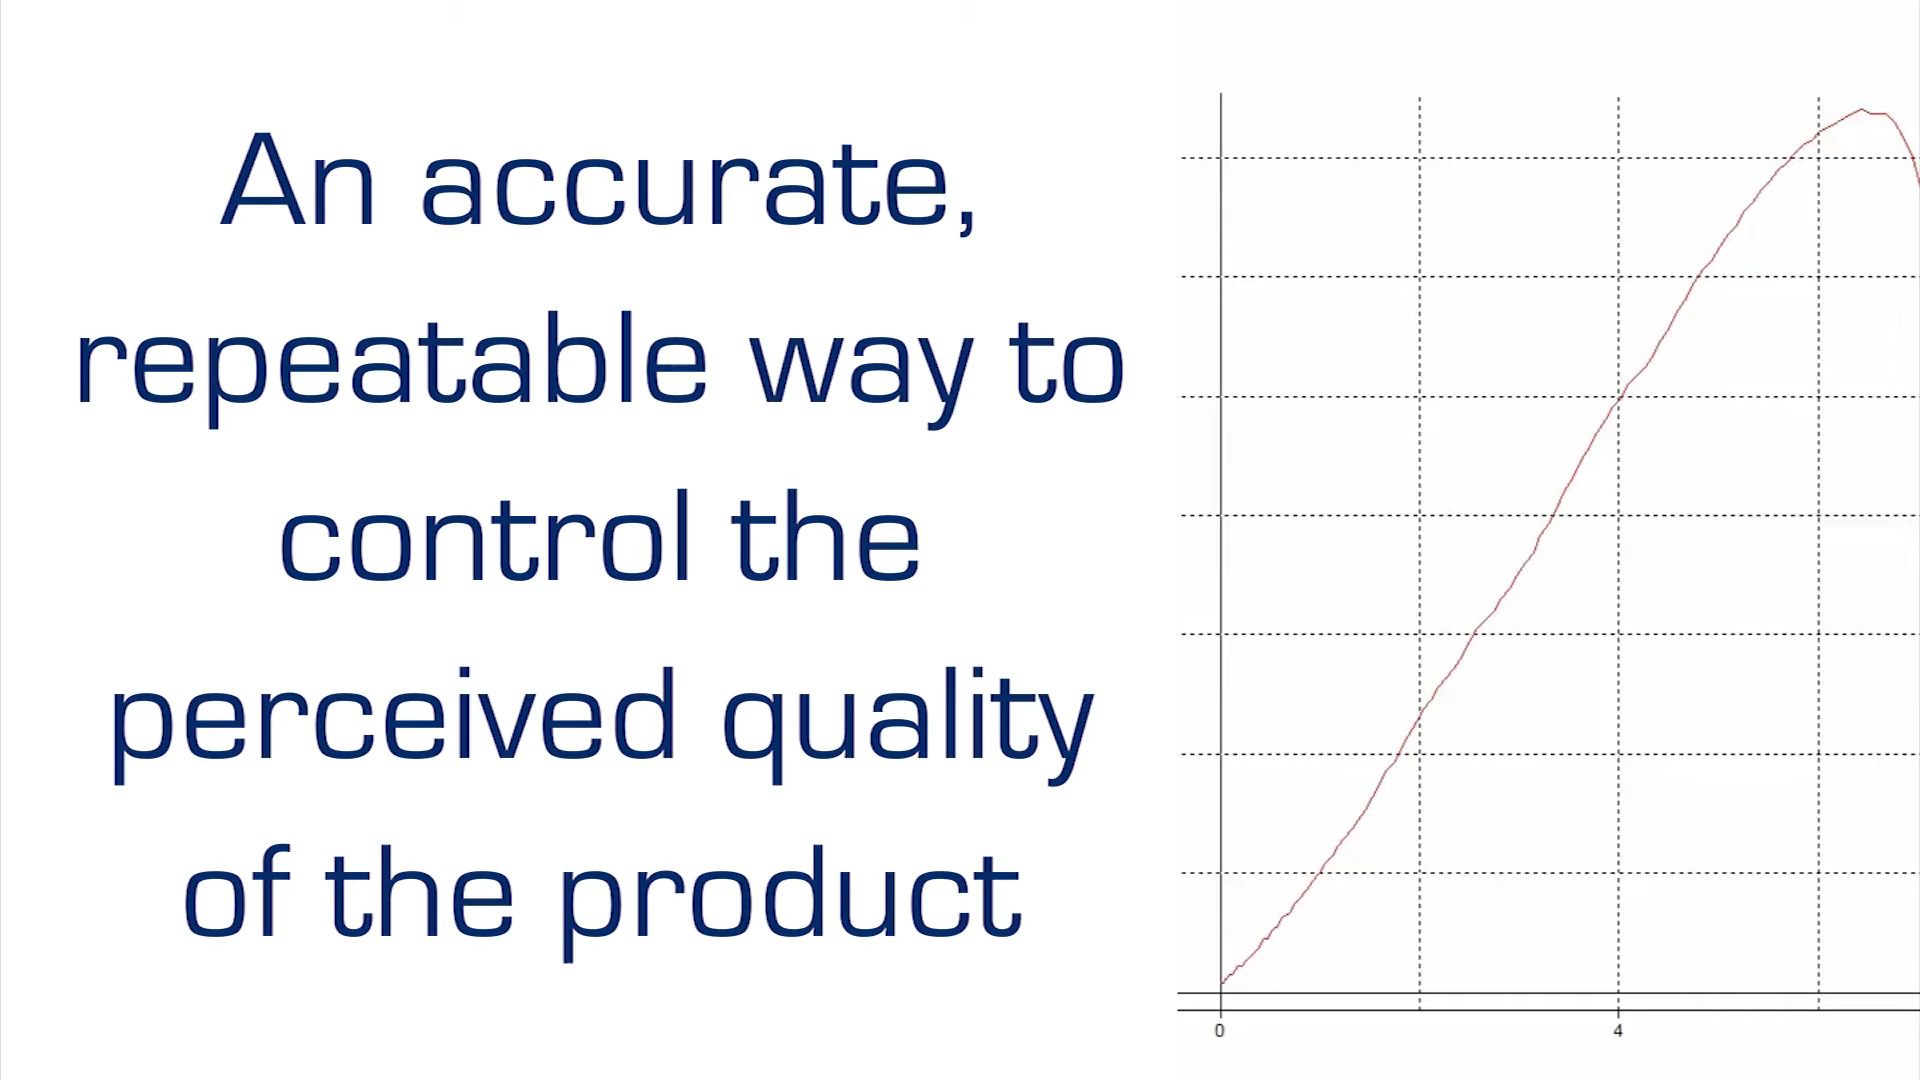 An accurate,
repeatable way to
control the
perceived quality
of the product
0
4